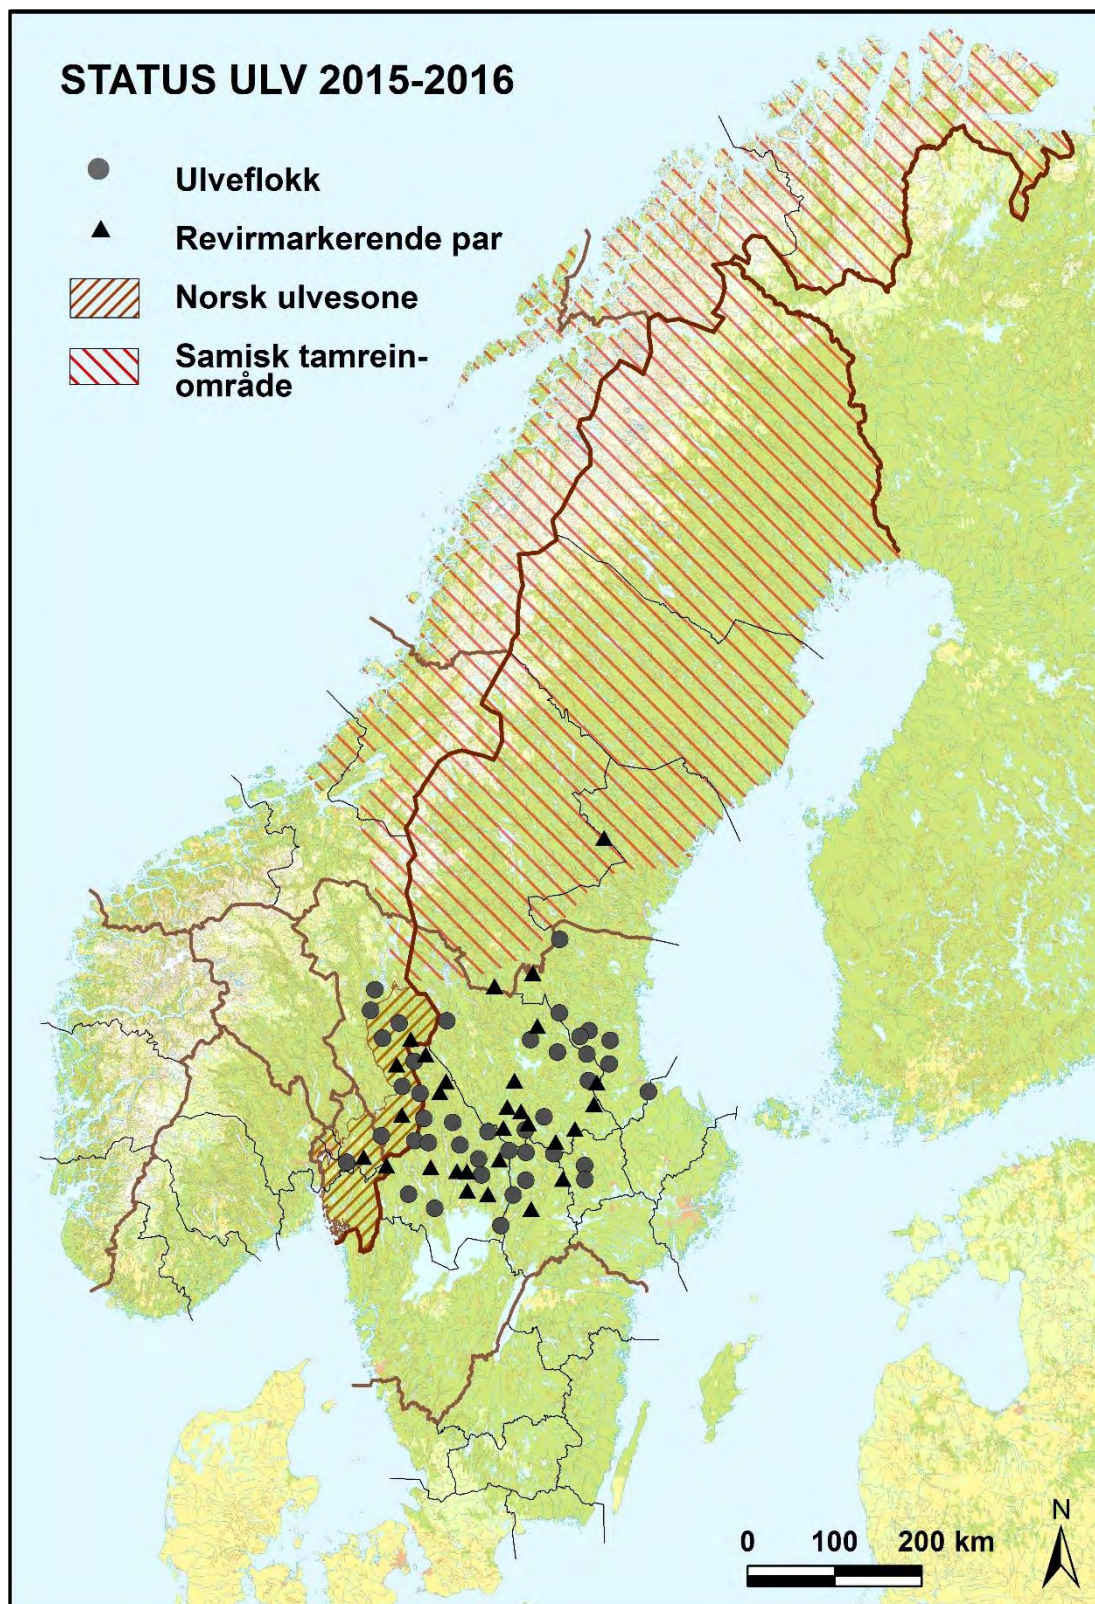 STATUS ULV 2015-2016
Ulveflokk
Revirmarkerende par
Norsk ulvesone
Samisk tamrein-
område
N
0 100 200 km